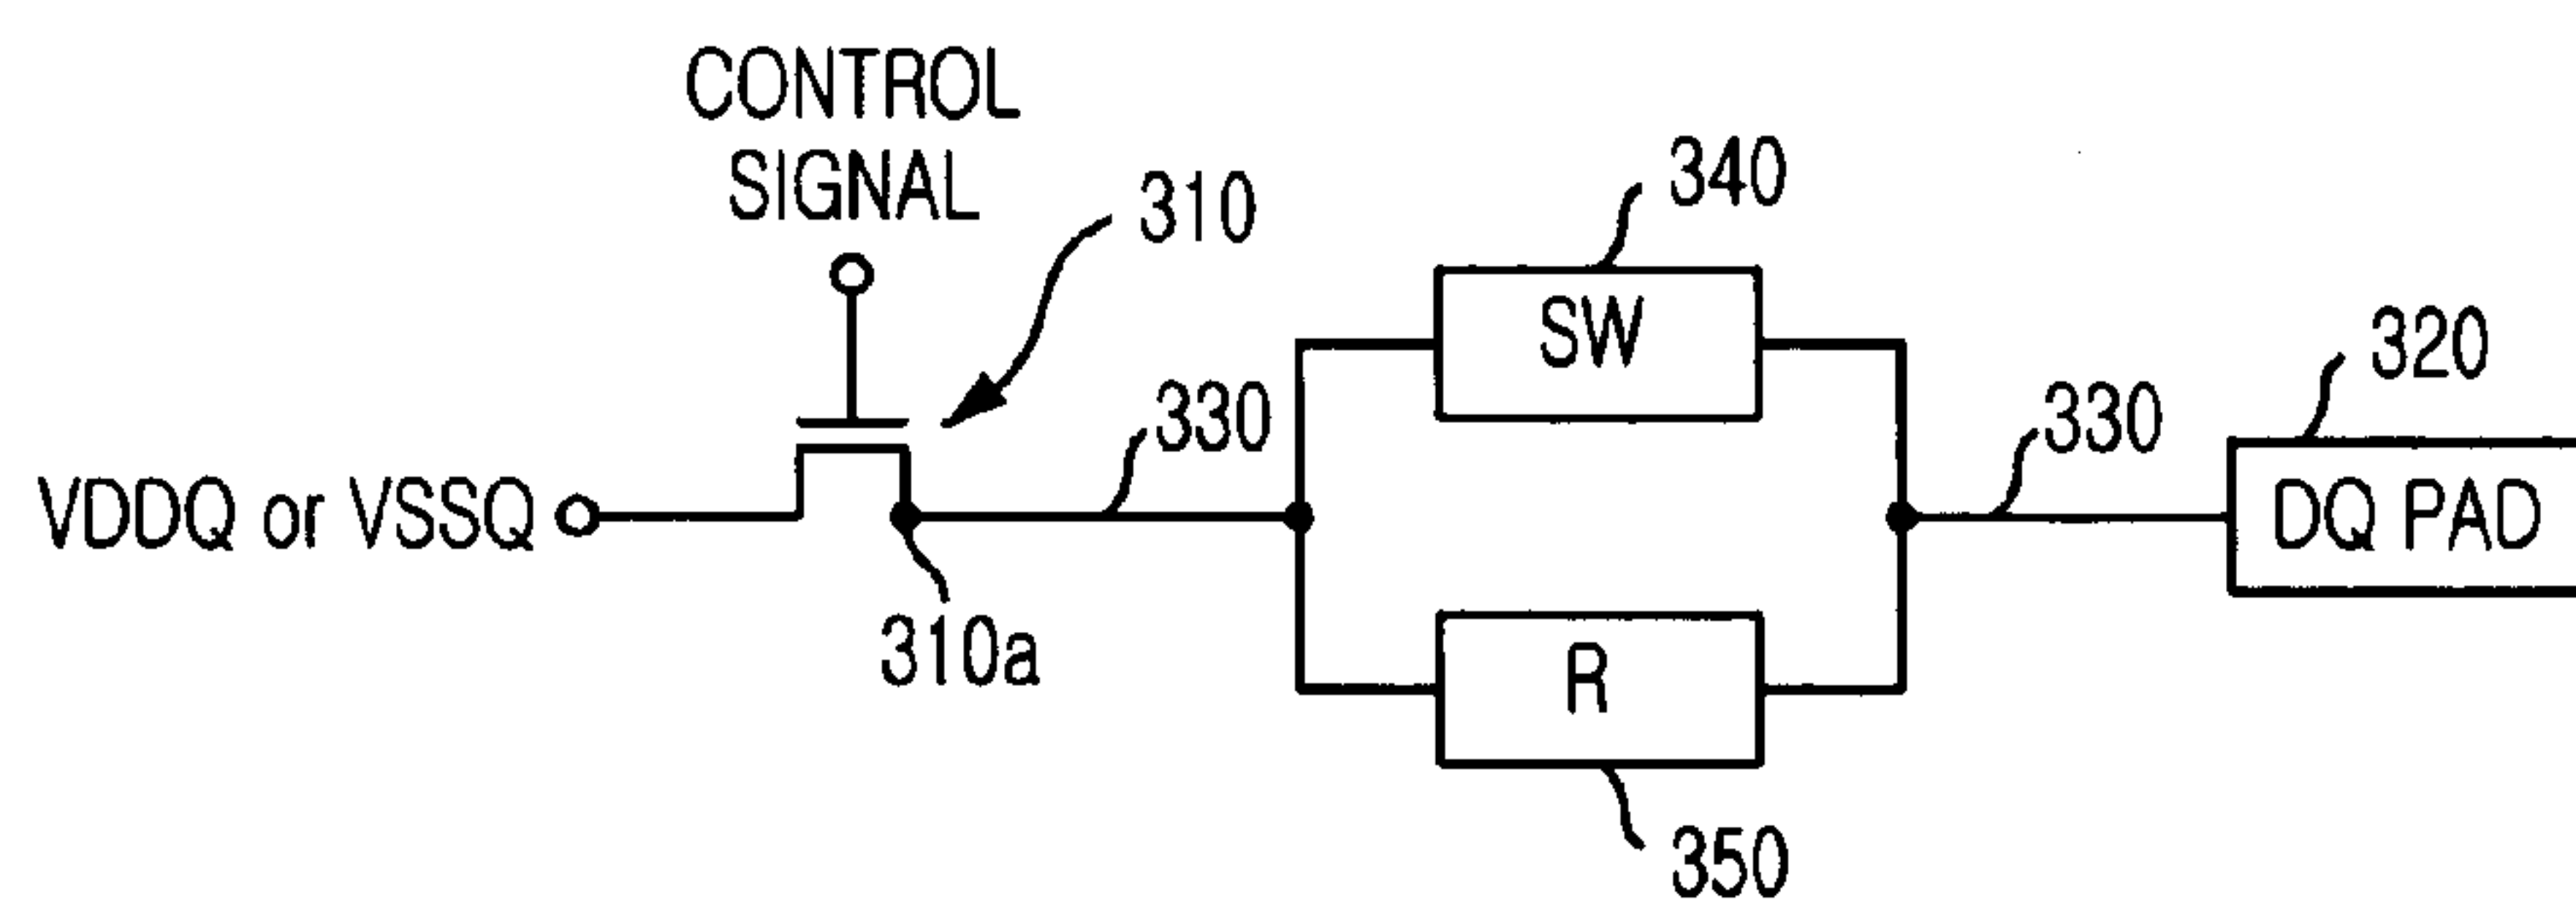 CONTROL
SIGNAL
310
340
320
330
330
VDDQ or VSSQ
SW
DQ PAD
310a
R
350